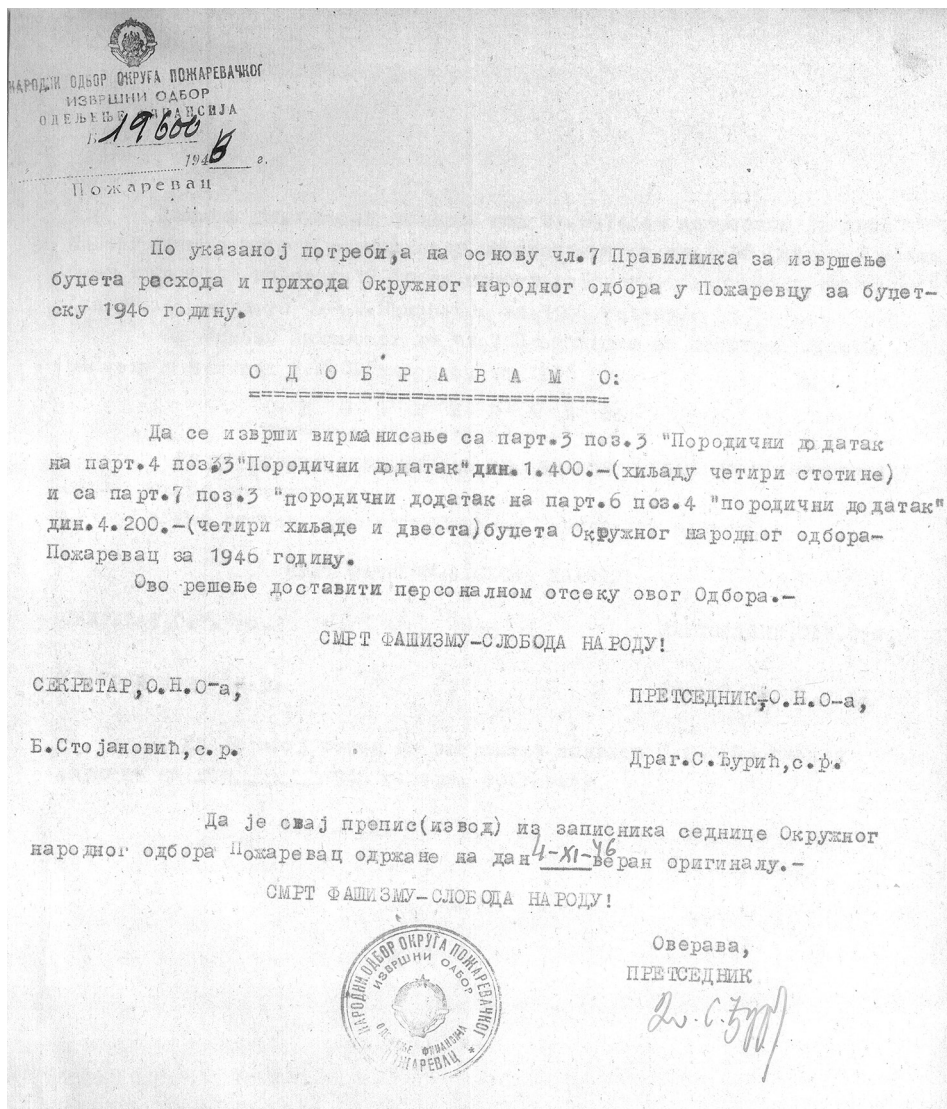 НАРОДНИ ОДБОР ОКРУГА ПОЖАРЕВАЧКОГ
ИЗВРШНИ ОДБОР
ОДЕЉЕЊЕ ФИНАНСИЈА
Б 19600
1946 г.
Пожаревац
По указаној потреби,а на основу чл.7 Правилника за извршење
буџета расхода и прихода Окружног народног одбора у Пожаревцу за буџет-
ску 1946 годину.
О Д О Б Р А В А М О:
Да се изврши вирманисање са парт.3 поз.3 "Породични додатак
на парт.4 поз.33"Породични додатак"дин.1.400.-(хиљаду четири стотине)
и са парт.7 поз.3 "породични додатак на парт.6 поз.4 "породични додатак"
дин.4.200.-(четири хиљаде и двеста)буџета Окружног народног одбора-
Пожаревац за 1946 годину.
Ово решење доставити персоналном отсеку овог Одбора.-
СМРТ ФАШИЗМУ-СЛОБОДА НАРОДУ!
СЕКРЕТАР,О.Н.О-а,
ПРЕТСЕДНИК,О.Н.О-а,
Б.Стојановић,с.р.
Драг.С.Ђурић,с.р.
Да је овај препис(извод) из записника седнице Окружног
народног одбора Пожаревац одржане на дан 4-XI-46 веран оригиналу.-
СМРТ ФАШИЗМУ-СЛОБОДА НАРОДУ!
Оверава,
ПРЕТСЕДНИК
НАРОДНИ ОДБОР ОКРУГА ПОЖАРЕВАЧКОГ
ИЗВРШНИ ОДБОР
ОДЕЉЕЊЕ ФИНАНСИЈА
ПОЖАРЕВАЦ